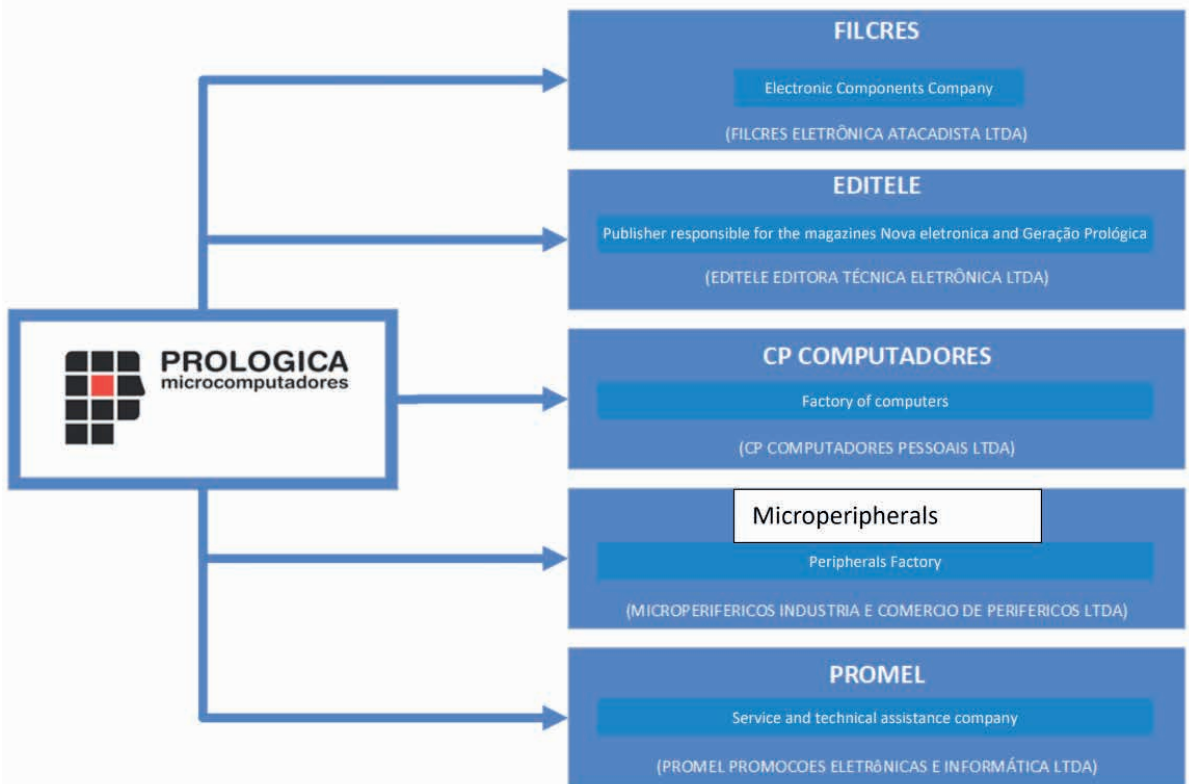 PROLOGICA
microcomputadores
FILCRES
Electronic Components Company
(FILCRES ELETRÔNICA ATACADISTA LTDA)
EDITELE
Publisher responsible for the magazines Nova eletronica and Geração Prológica
(EDITELE EDITORA TÉCNICA ELETRÔNICA LTDA)
CP COMPUTADORES
Factory of computers
(CP COMPUTADORES PESSOAIS LTDA)
Microperipherals
Peripherals Factory
(MICROPERIFERICOS INDUSTRIA E COMERCIO DE PERIFERICOS LTDA)
PROMEL
Service and technical assistance company
(PROMEL PROMOCOES ELETRôNICAS E INFORMÁTICA LTDA)